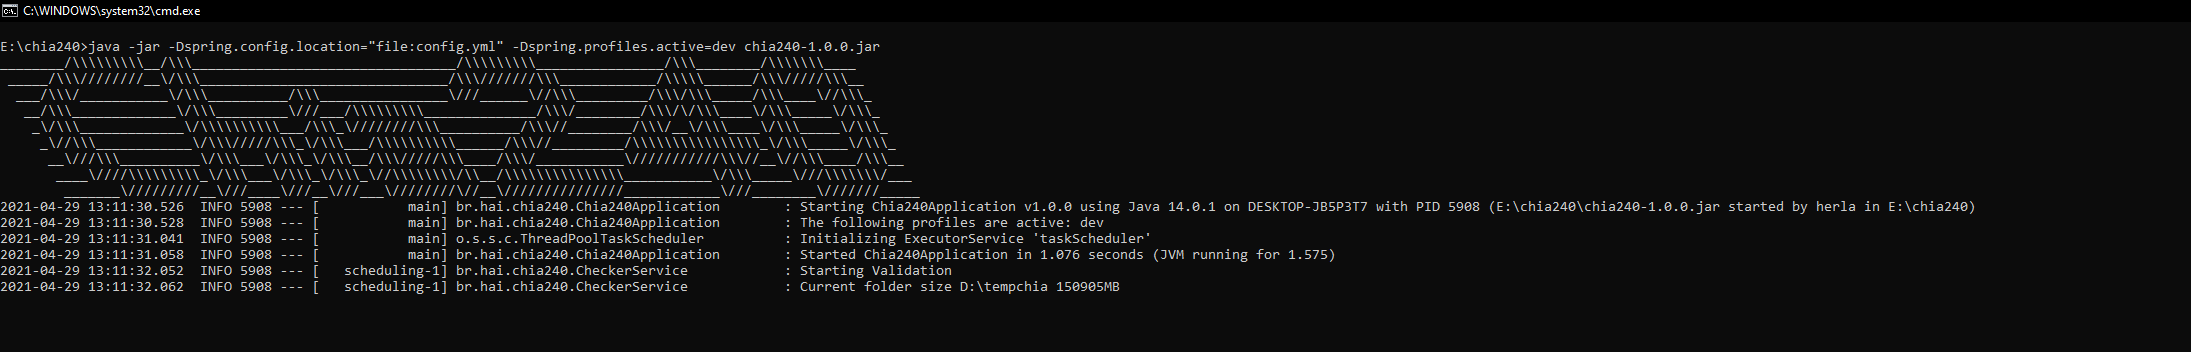 C:\WINDOWS\system32\cmd.exe
E:\chia240>java -jar -Dspring.config.location="file:config.yml" -Dspring.profiles.active=dev chia240-1.0.0.jar
2021-04-29 13:11:30.526  INFO 5908 --- [           main] br.hai.chia240.Chia240Application        : Starting Chia240Application v1.0.0 using Java 14.0.1 on DESKTOP-JB5P3T7 with PID 5908 (E:\chia240\chia240-1.0.0.jar started by herla in E:\chia240)
2021-04-29 13:11:30.528  INFO 5908 --- [           main] br.hai.chia240.Chia240Application        : The following profiles are active: dev
2021-04-29 13:11:31.041  INFO 5908 --- [           main] o.s.s.c.ThreadPoolTaskScheduler          : Initializing ExecutorService 'taskScheduler'
2021-04-29 13:11:31.058  INFO 5908 --- [           main] br.hai.chia240.Chia240Application        : Started Chia240Application in 1.076 seconds (JVM running for 1.575)
2021-04-29 13:11:32.052  INFO 5908 --- [   scheduling-1] br.hai.chia240.CheckerService            : Starting Validation
2021-04-29 13:11:32.062  INFO 5908 --- [   scheduling-1] br.hai.chia240.CheckerService            : Current folder size D:\tempchia 150905MB